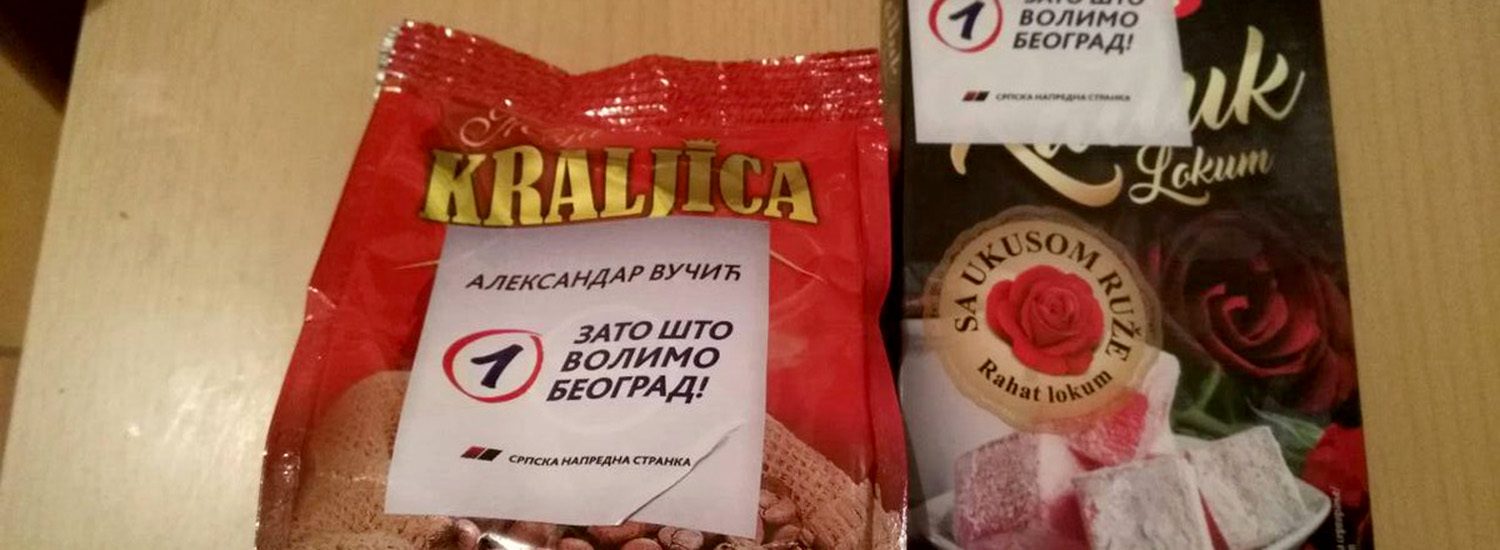 KRALJICA
АЛЕКСАНДАР ВУЧИЋ
1
ЗАТО ШТО
ВОЛИМО
БЕОГРАД!
СРПСКА НАПРЕДНА СТРАНКА
1
ЗАТО ШТО
ВОЛИМО
БЕОГРАД!
СРПСКА НАПРЕДНА СТРАНКА
Lokum
SA UKUSOM RUŽE
Rahat lokum